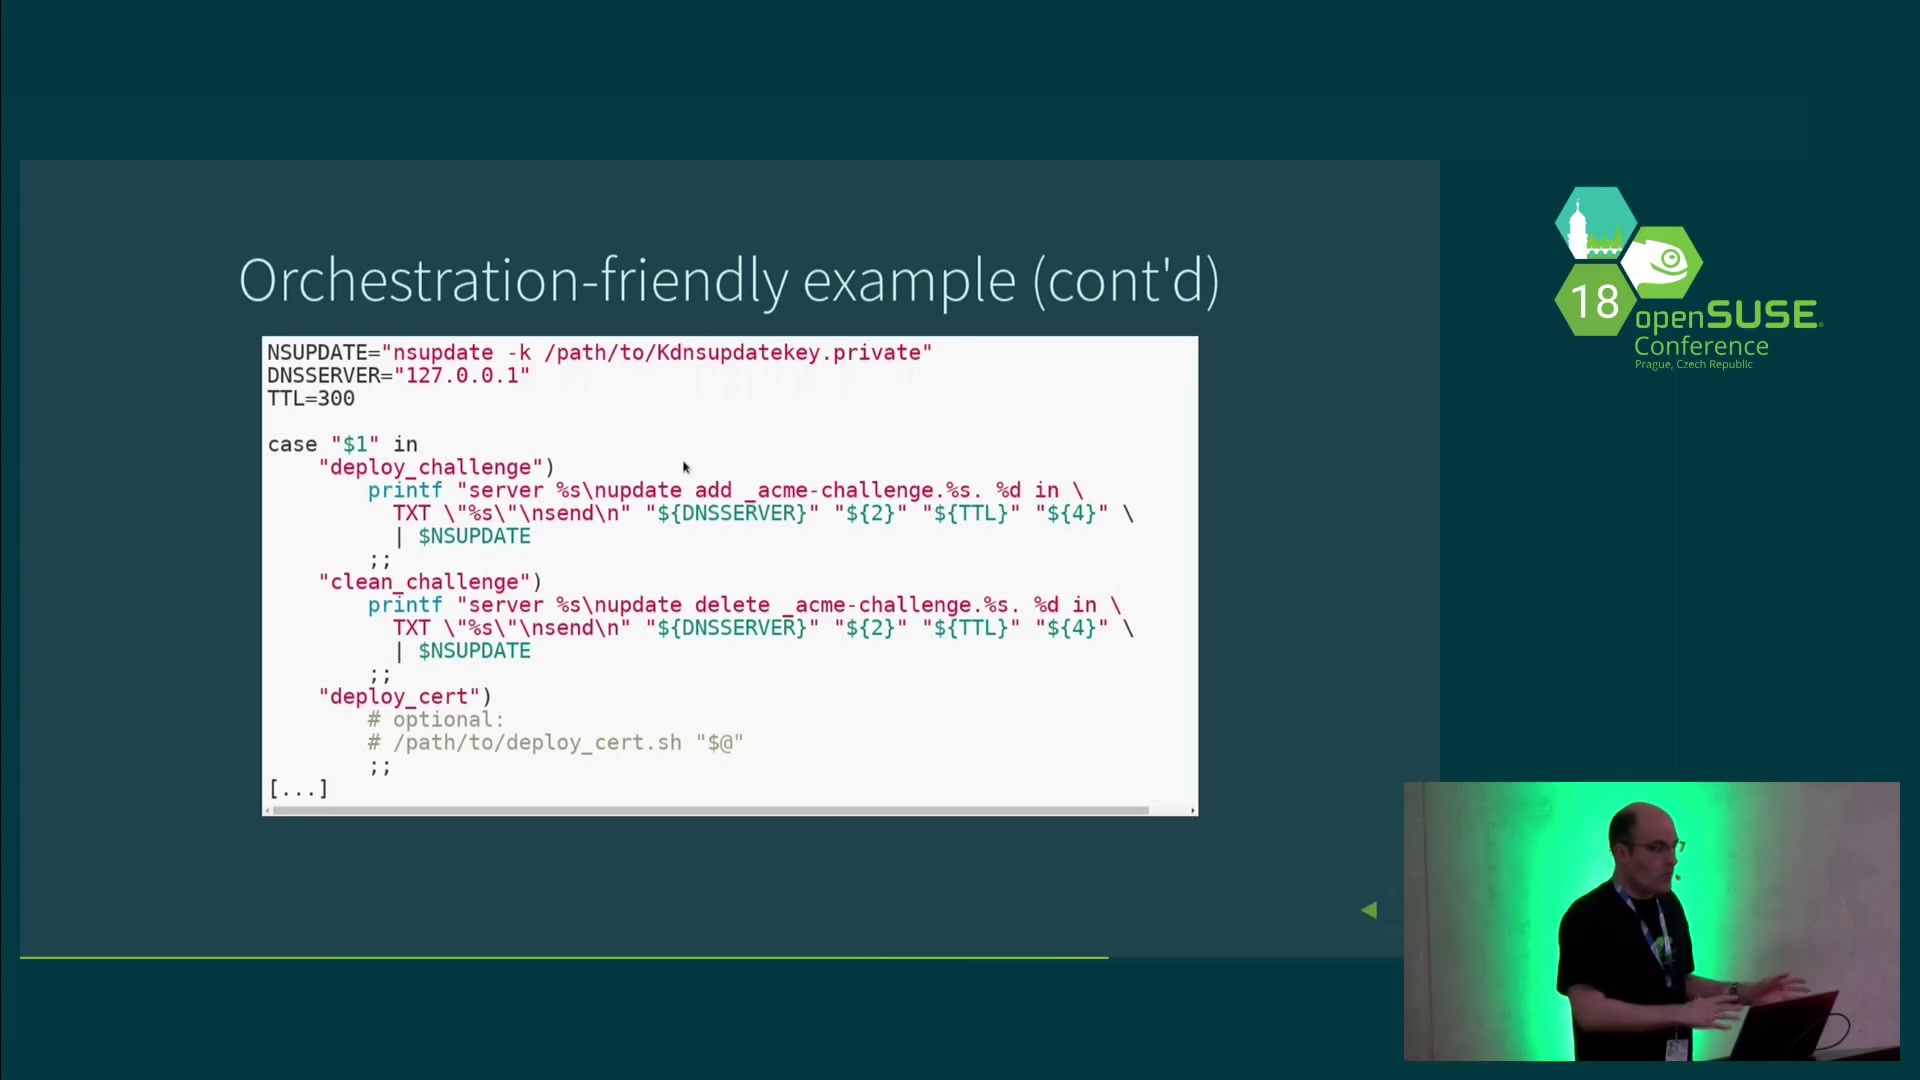 Orchestration-friendly example (cont'd)
NSUPDATE="nsupdate -k /path/to/Kdnsupdatekey.private"
DNSSERVER="127.0.0.1"
TTL=300
case "$1" in
    "deploy_challenge")
        printf "server %s\nupdate add _acme-challenge.%s. %d in \
          TXT \"%s\"\nsend\n" "${DNSSERVER}" "${2}" "${TTL}" "${4}" \
          | $NSUPDATE
        ;;
    "clean_challenge")
        printf "server %s\nupdate delete _acme-challenge.%s. %d in \
          TXT \"%s\"\nsend\n" "${DNSSERVER}" "${2}" "${TTL}" "${4}" \
          | $NSUPDATE
        ;;
    "deploy_cert")
        # optional:
        # /path/to/deploy_cert.sh "$@"
        ;;
[...]
18
openSUSE
Conference
Prague, Czech Republic